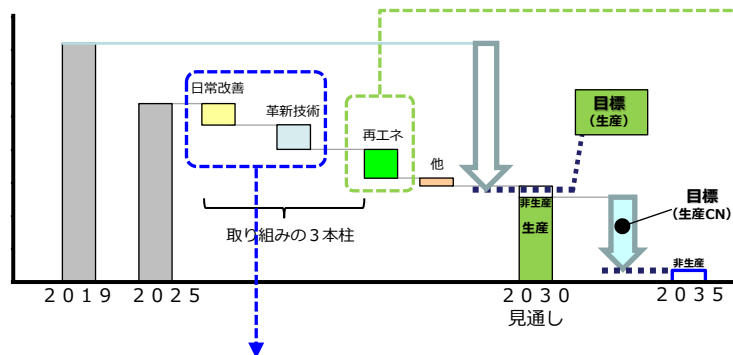 日常改善
革新技術
再エネ
他
取り組みの３本柱
目標
（生産）
非生産
生産
目標
（生産CN）
非生産
２０１９
２０２５
２０３０
見通し
２０３５